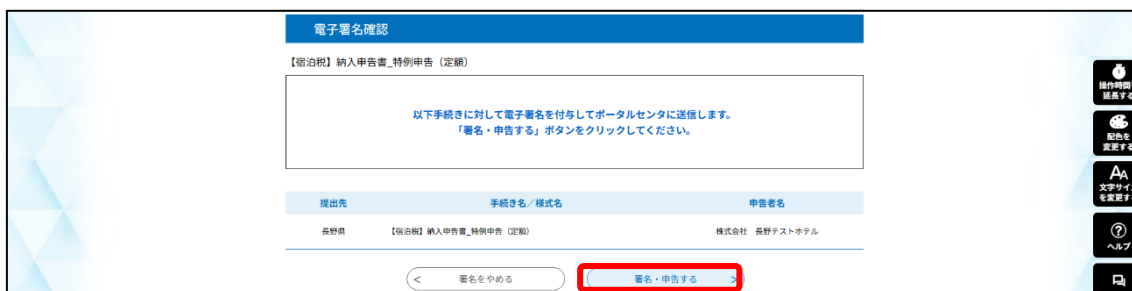 電子署名確認
【宿泊税】納入申告書_特例申告（定額）
以下手続きに対して電子署名を付与してポータルセンタに送信します。
「署名・申告する」ボタンをクリックしてください。
提出先 手続き名／様式名 申告者名
長野県 【宿泊税】納入申告書_特例申告（定額） 株式会社 長野テストホテル
< 署名をやめる 署名・申告する >
操作時間を
延長する
配色を
変更する
AA
文字サイズ
を変更する
?
ヘルプ